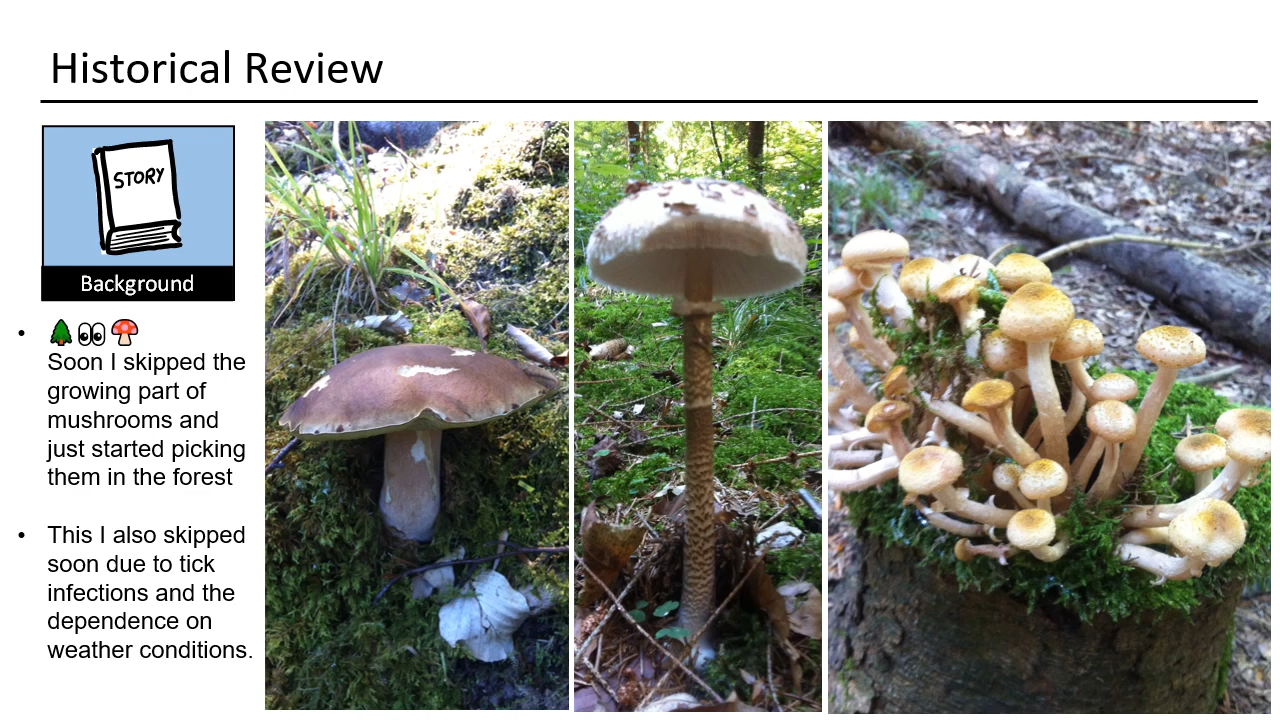 Historical Review
STORY
Background
• 🌲👀🍄
Soon I skipped the
growing part of
mushrooms and
just started picking
them in the forest
• This I also skipped
soon due to tick
infections and the
dependence on
weather conditions.